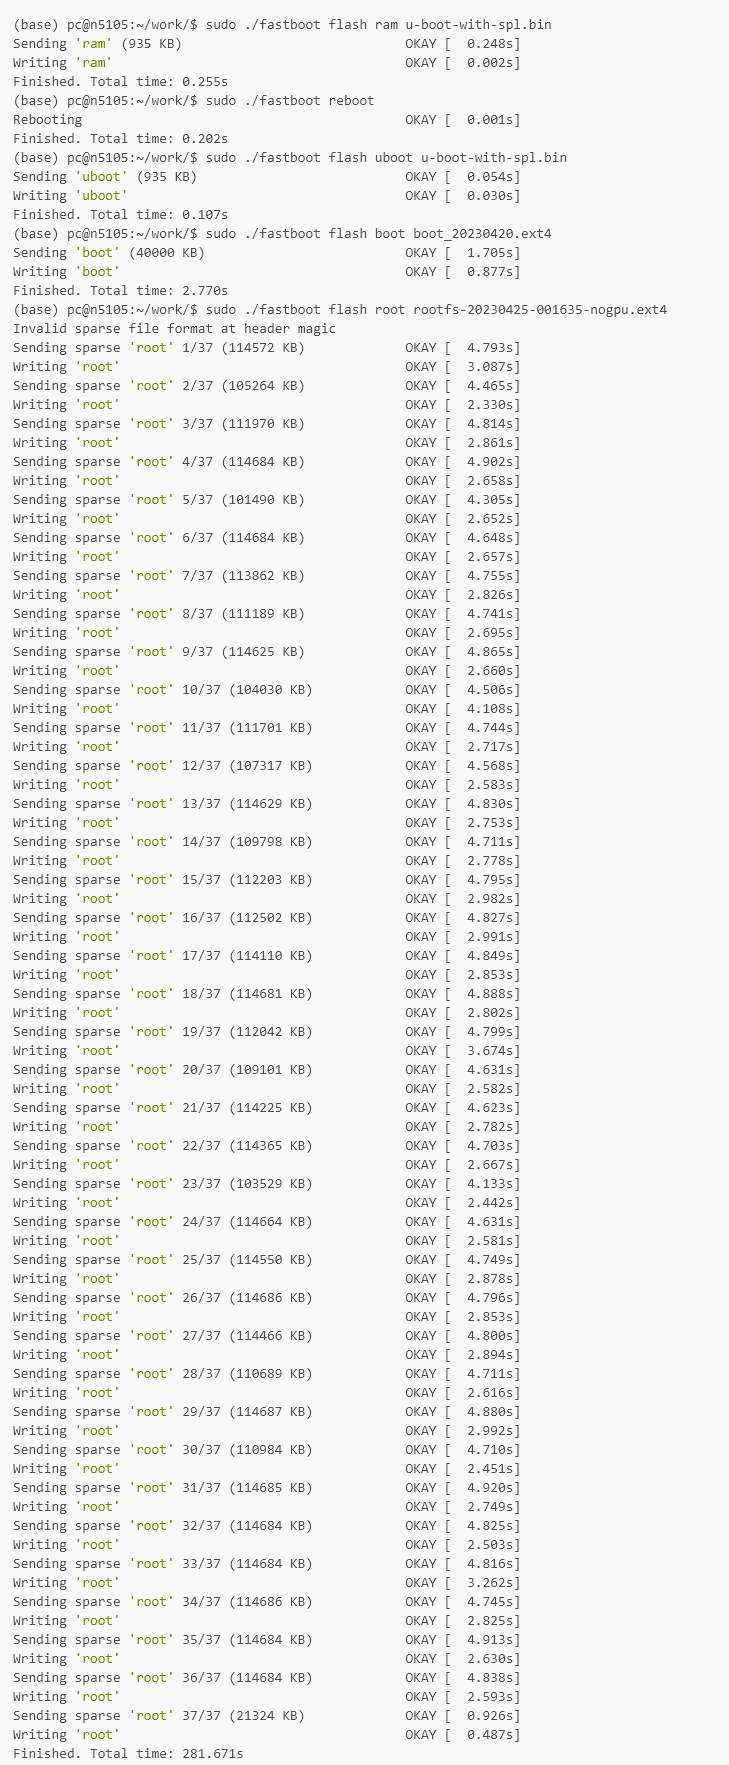 (base) pc@n5105:~/work/$ sudo ./fastboot flash ram u-boot-with-spl.bin
Sending 'ram' (935 KB) OKAY [ 0.248s]
Writing 'ram' OKAY [ 0.002s]
Finished. Total time: 0.255s
(base) pc@n5105:~/work/$ sudo ./fastboot reboot
Rebooting OKAY [ 0.001s]
Finished. Total time: 0.202s
(base) pc@n5105:~/work/$ sudo ./fastboot flash uboot u-boot-with-spl.bin
Sending 'uboot' (935 KB) OKAY [ 0.054s]
Writing 'uboot' OKAY [ 0.030s]
Finished. Total time: 0.107s
(base) pc@n5105:~/work/$ sudo ./fastboot flash boot boot_20230420.ext4
Sending 'boot' (40000 KB) OKAY [ 1.705s]
Writing 'boot' OKAY [ 0.877s]
Finished. Total time: 2.770s
(base) pc@n5105:~/work/$ sudo ./fastboot flash root rootfs-20230425-001635-nogpu.ext4
Invalid sparse file format at header magic
Sending sparse 'root' 1/37 (114572 KB) OKAY [ 4.793s]
Writing 'root' OKAY [ 3.087s]
Sending sparse 'root' 2/37 (105264 KB) OKAY [ 4.465s]
Writing 'root' OKAY [ 2.330s]
Sending sparse 'root' 3/37 (111970 KB) OKAY [ 4.814s]
Writing 'root' OKAY [ 2.861s]
Sending sparse 'root' 4/37 (114684 KB) OKAY [ 4.902s]
Writing 'root' OKAY [ 2.658s]
Sending sparse 'root' 5/37 (101490 KB) OKAY [ 4.305s]
Writing 'root' OKAY [ 2.652s]
Sending sparse 'root' 6/37 (114684 KB) OKAY [ 4.648s]
Writing 'root' OKAY [ 2.657s]
Sending sparse 'root' 7/37 (113862 KB) OKAY [ 4.755s]
Writing 'root' OKAY [ 2.826s]
Sending sparse 'root' 8/37 (111189 KB) OKAY [ 4.741s]
Writing 'root' OKAY [ 2.695s]
Sending sparse 'root' 9/37 (114625 KB) OKAY [ 4.865s]
Writing 'root' OKAY [ 2.660s]
Sending sparse 'root' 10/37 (104030 KB) OKAY [ 4.506s]
Writing 'root' OKAY [ 4.108s]
Sending sparse 'root' 11/37 (111701 KB) OKAY [ 4.744s]
Writing 'root' OKAY [ 2.717s]
Sending sparse 'root' 12/37 (107317 KB) OKAY [ 4.568s]
Writing 'root' OKAY [ 2.583s]
Sending sparse 'root' 13/37 (114629 KB) OKAY [ 4.830s]
Writing 'root' OKAY [ 2.753s]
Sending sparse 'root' 14/37 (109798 KB) OKAY [ 4.711s]
Writing 'root' OKAY [ 2.778s]
Sending sparse 'root' 15/37 (112203 KB) OKAY [ 4.795s]
Writing 'root' OKAY [ 2.982s]
Sending sparse 'root' 16/37 (112502 KB) OKAY [ 4.827s]
Writing 'root' OKAY [ 2.991s]
Sending sparse 'root' 17/37 (114110 KB) OKAY [ 4.849s]
Writing 'root' OKAY [ 2.853s]
Sending sparse 'root' 18/37 (114681 KB) OKAY [ 4.888s]
Writing 'root' OKAY [ 2.802s]
Sending sparse 'root' 19/37 (112042 KB) OKAY [ 4.799s]
Writing 'root' OKAY [ 3.674s]
Sending sparse 'root' 20/37 (109101 KB) OKAY [ 4.631s]
Writing 'root' OKAY [ 2.582s]
Sending sparse 'root' 21/37 (114225 KB) OKAY [ 4.623s]
Writing 'root' OKAY [ 2.782s]
Sending sparse 'root' 22/37 (114365 KB) OKAY [ 4.703s]
Writing 'root' OKAY [ 2.667s]
Sending sparse 'root' 23/37 (103529 KB) OKAY [ 4.133s]
Writing 'root' OKAY [ 2.442s]
Sending sparse 'root' 24/37 (114664 KB) OKAY [ 4.631s]
Writing 'root' OKAY [ 2.581s]
Sending sparse 'root' 25/37 (114550 KB) OKAY [ 4.749s]
Writing 'root' OKAY [ 2.878s]
Sending sparse 'root' 26/37 (114686 KB) OKAY [ 4.796s]
Writing 'root' OKAY [ 2.853s]
Sending sparse 'root' 27/37 (114466 KB) OKAY [ 4.800s]
Writing 'root' OKAY [ 2.894s]
Sending sparse 'root' 28/37 (110689 KB) OKAY [ 4.711s]
Writing 'root' OKAY [ 2.616s]
Sending sparse 'root' 29/37 (114687 KB) OKAY [ 4.880s]
Writing 'root' OKAY [ 2.992s]
Sending sparse 'root' 30/37 (110984 KB) OKAY [ 4.710s]
Writing 'root' OKAY [ 2.451s]
Sending sparse 'root' 31/37 (114685 KB) OKAY [ 4.920s]
Writing 'root' OKAY [ 2.749s]
Sending sparse 'root' 32/37 (114684 KB) OKAY [ 4.825s]
Writing 'root' OKAY [ 2.503s]
Sending sparse 'root' 33/37 (114684 KB) OKAY [ 4.816s]
Writing 'root' OKAY [ 3.262s]
Sending sparse 'root' 34/37 (114686 KB) OKAY [ 4.745s]
Writing 'root' OKAY [ 2.825s]
Sending sparse 'root' 35/37 (114684 KB) OKAY [ 4.913s]
Writing 'root' OKAY [ 2.630s]
Sending sparse 'root' 36/37 (114684 KB) OKAY [ 4.838s]
Writing 'root' OKAY [ 2.593s]
Sending sparse 'root' 37/37 (21324 KB) OKAY [ 0.926s]
Writing 'root' OKAY [ 0.487s]
Finished. Total time: 281.671s